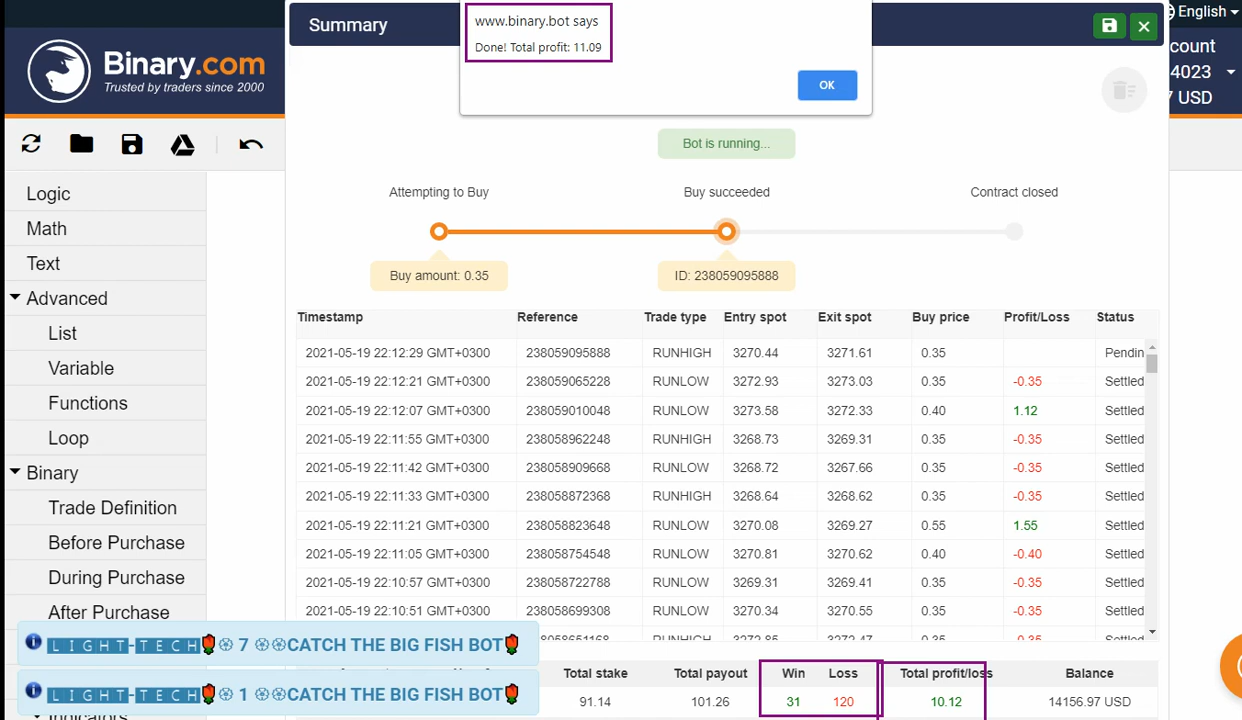 www.binary.bot says
Done! Total profit: 11.09
OK
Summary
English
Binary.com
Trusted by traders since 2000
count
4023
USD
Bot is running...
Attempting to Buy
Buy succeeded
Contract closed
Buy amount: 0.35
ID: 238059095888
Logic
Math
Text
Advanced
List
Variable
Functions
Loop
Binary
Trade Definition
Before Purchase
During Purchase
After Purchase
Timestamp Reference Trade type Entry spot Exit spot Buy price Profit/Loss Status
2021-05-19 22:12:29 GMT+0300 238059095888 RUNHIGH 3270.44 3271.61 0.35 Pendin
2021-05-19 22:12:21 GMT+0300 238059065228 RUNLOW 3272.93 3273.03 0.35 -0.35 Settled
2021-05-19 22:12:07 GMT+0300 238059010048 RUNLOW 3273.58 3272.33 0.40 1.12 Settled
2021-05-19 22:11:55 GMT+0300 238058962248 RUNHIGH 3268.73 3269.31 0.35 -0.35 Settled
2021-05-19 22:11:42 GMT+0300 238058909668 RUNLOW 3268.72 3267.66 0.35 -0.35 Settled
2021-05-19 22:11:33 GMT+0300 238058872368 RUNHIGH 3268.64 3268.62 0.35 -0.35 Settled
2021-05-19 22:11:21 GMT+0300 238058823648 RUNLOW 3270.08 3269.27 0.55 1.55 Settled
2021-05-19 22:11:05 GMT+0300 238058754548 RUNLOW 3270.81 3270.62 0.40 -0.40 Settled
2021-05-19 22:10:57 GMT+0300 238058722788 RUNLOW 3269.31 3269.41 0.35 -0.35 Settled
2021-05-19 22:10:51 GMT+0300 238058699308 RUNLOW 3270.34 3270.55 0.35 -0.35 Settled
LIGHT-TECH🌹֍ 7 ֍֍CATCH THE BIG FISH BOT🌹
LIGHT-TECH🌹֍ 1 ֍֍CATCH THE BIG FISH BOT🌹
Indicators
Total stake Total payout Win Loss Total profit/loss Balance
91.14 101.26 31 120 10.12 14156.97 USD